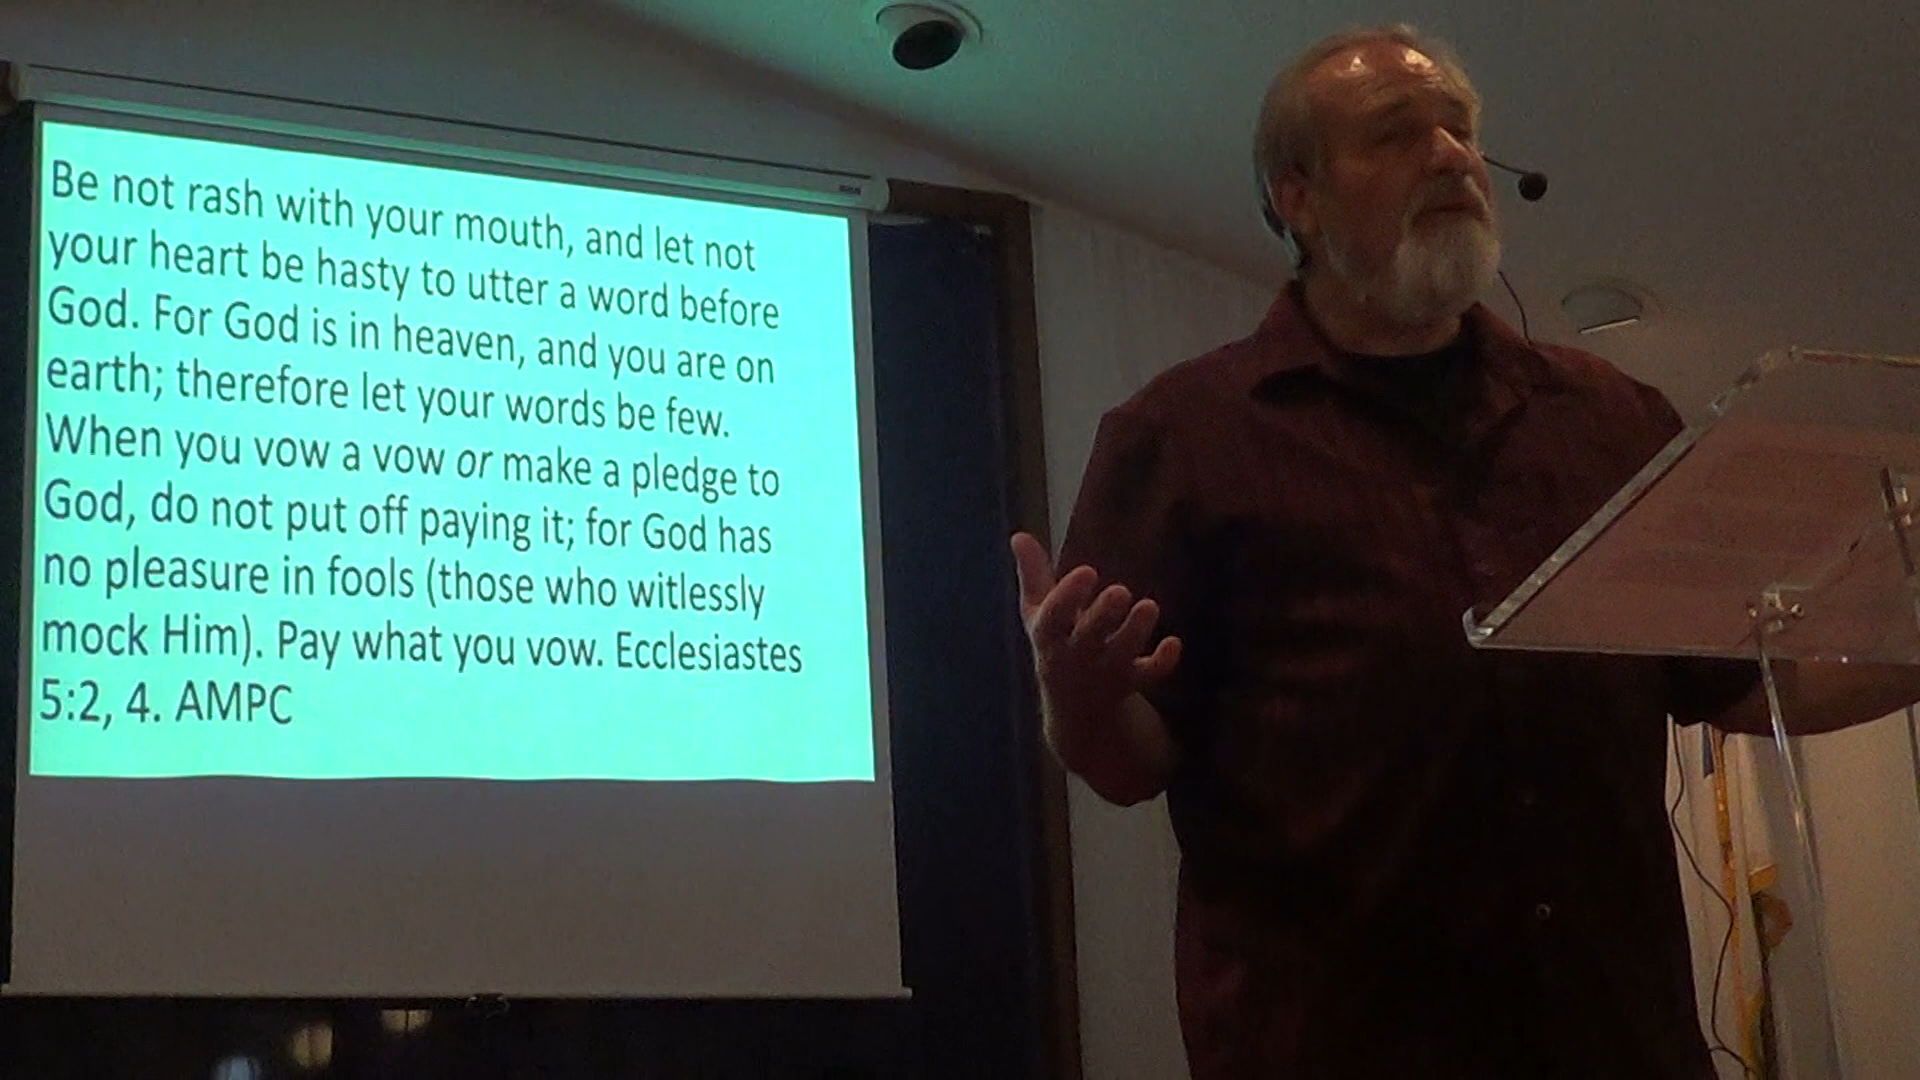 Be not rash with your mouth, and let not
your heart be hasty to utter a word before
God. For God is in heaven, and you are on
earth; therefore let your words be few.
When you vow a vow or make a pledge to
God, do not put off paying it; for God has
no pleasure in fools (those who witlessly
mock Him). Pay what you vow. Ecclesiastes
5:2, 4. AMPC